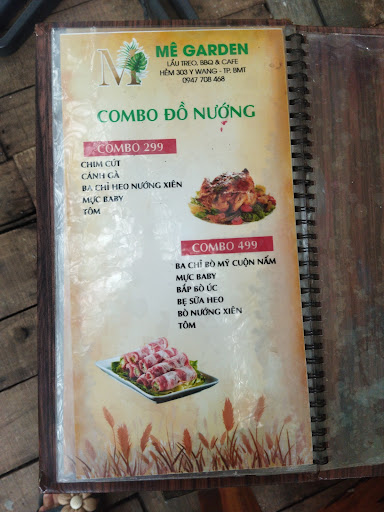 M
MÊ GARDEN
LẨU TREO, BBQ & CAFE
HẺM 303 Y WANG - TP. BMT
0947 708 468
COMBO ĐỒ NƯỚNG
COMBO 299
CHIM CÚT
CÁNH GÀ
BA CHỈ HEO NƯỚNG XIÊN
MỰC BABY
TÔM
COMBO 499
BA CHỈ BÒ MỸ CUỘN NẤM
MỰC BABY
BẮP BÒ ÚC
BẸ SỮA HEO
BÒ NƯỚNG XIÊN
TÔM